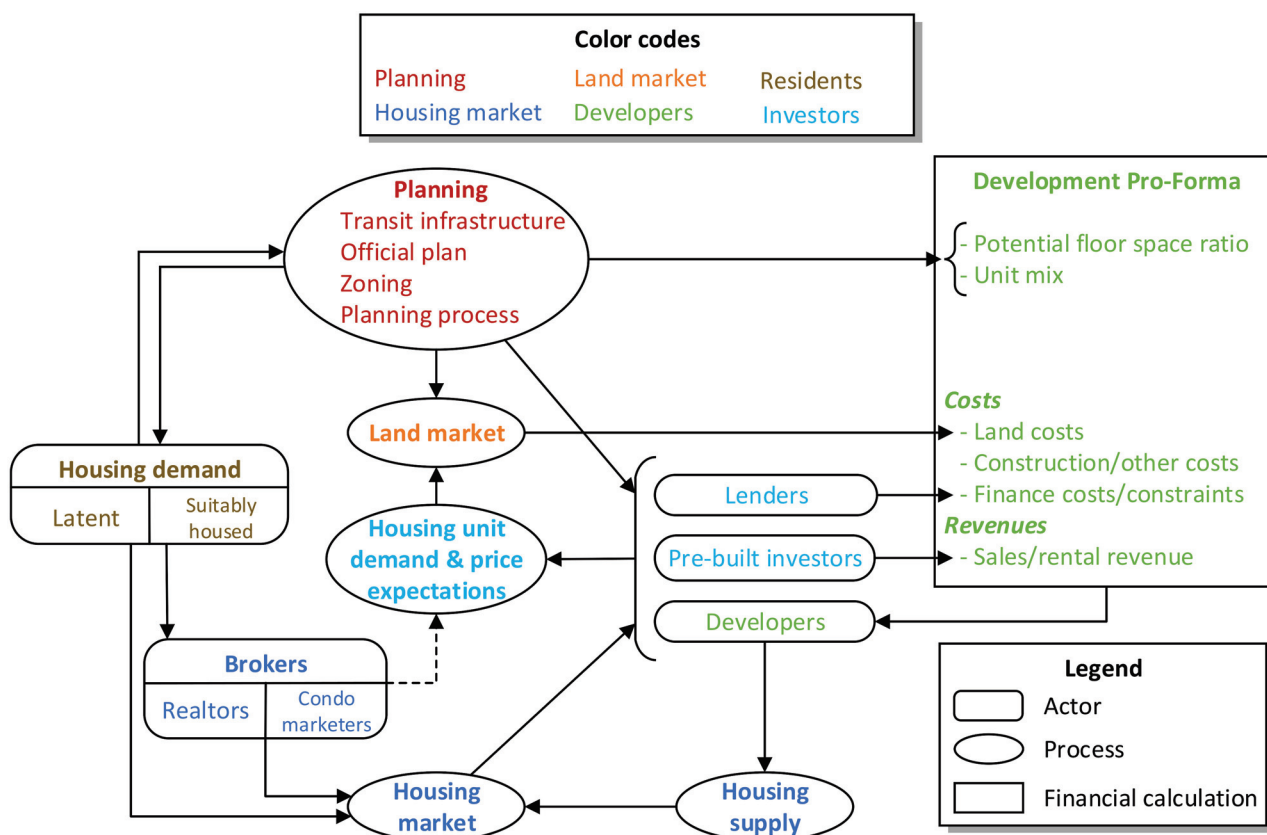 Color codes
Planning
Land market
Residents
Housing market
Developers
Investors
Planning
Transit infrastructure
Official plan
Zoning
Planning process
Development Pro-Forma
- Potential floor space ratio
- Unit mix
Costs
- Land costs
- Construction/other costs
- Finance costs/constraints
Revenues
- Sales/rental revenue
Land market
Housing demand
Latent
Suitably
housed
Housing unit
demand & price
expectations
Lenders
Pre-built investors
Developers
Brokers
Realtors
Condo
marketers
Housing
market
Housing
supply
Legend
Actor
Process
Financial calculation